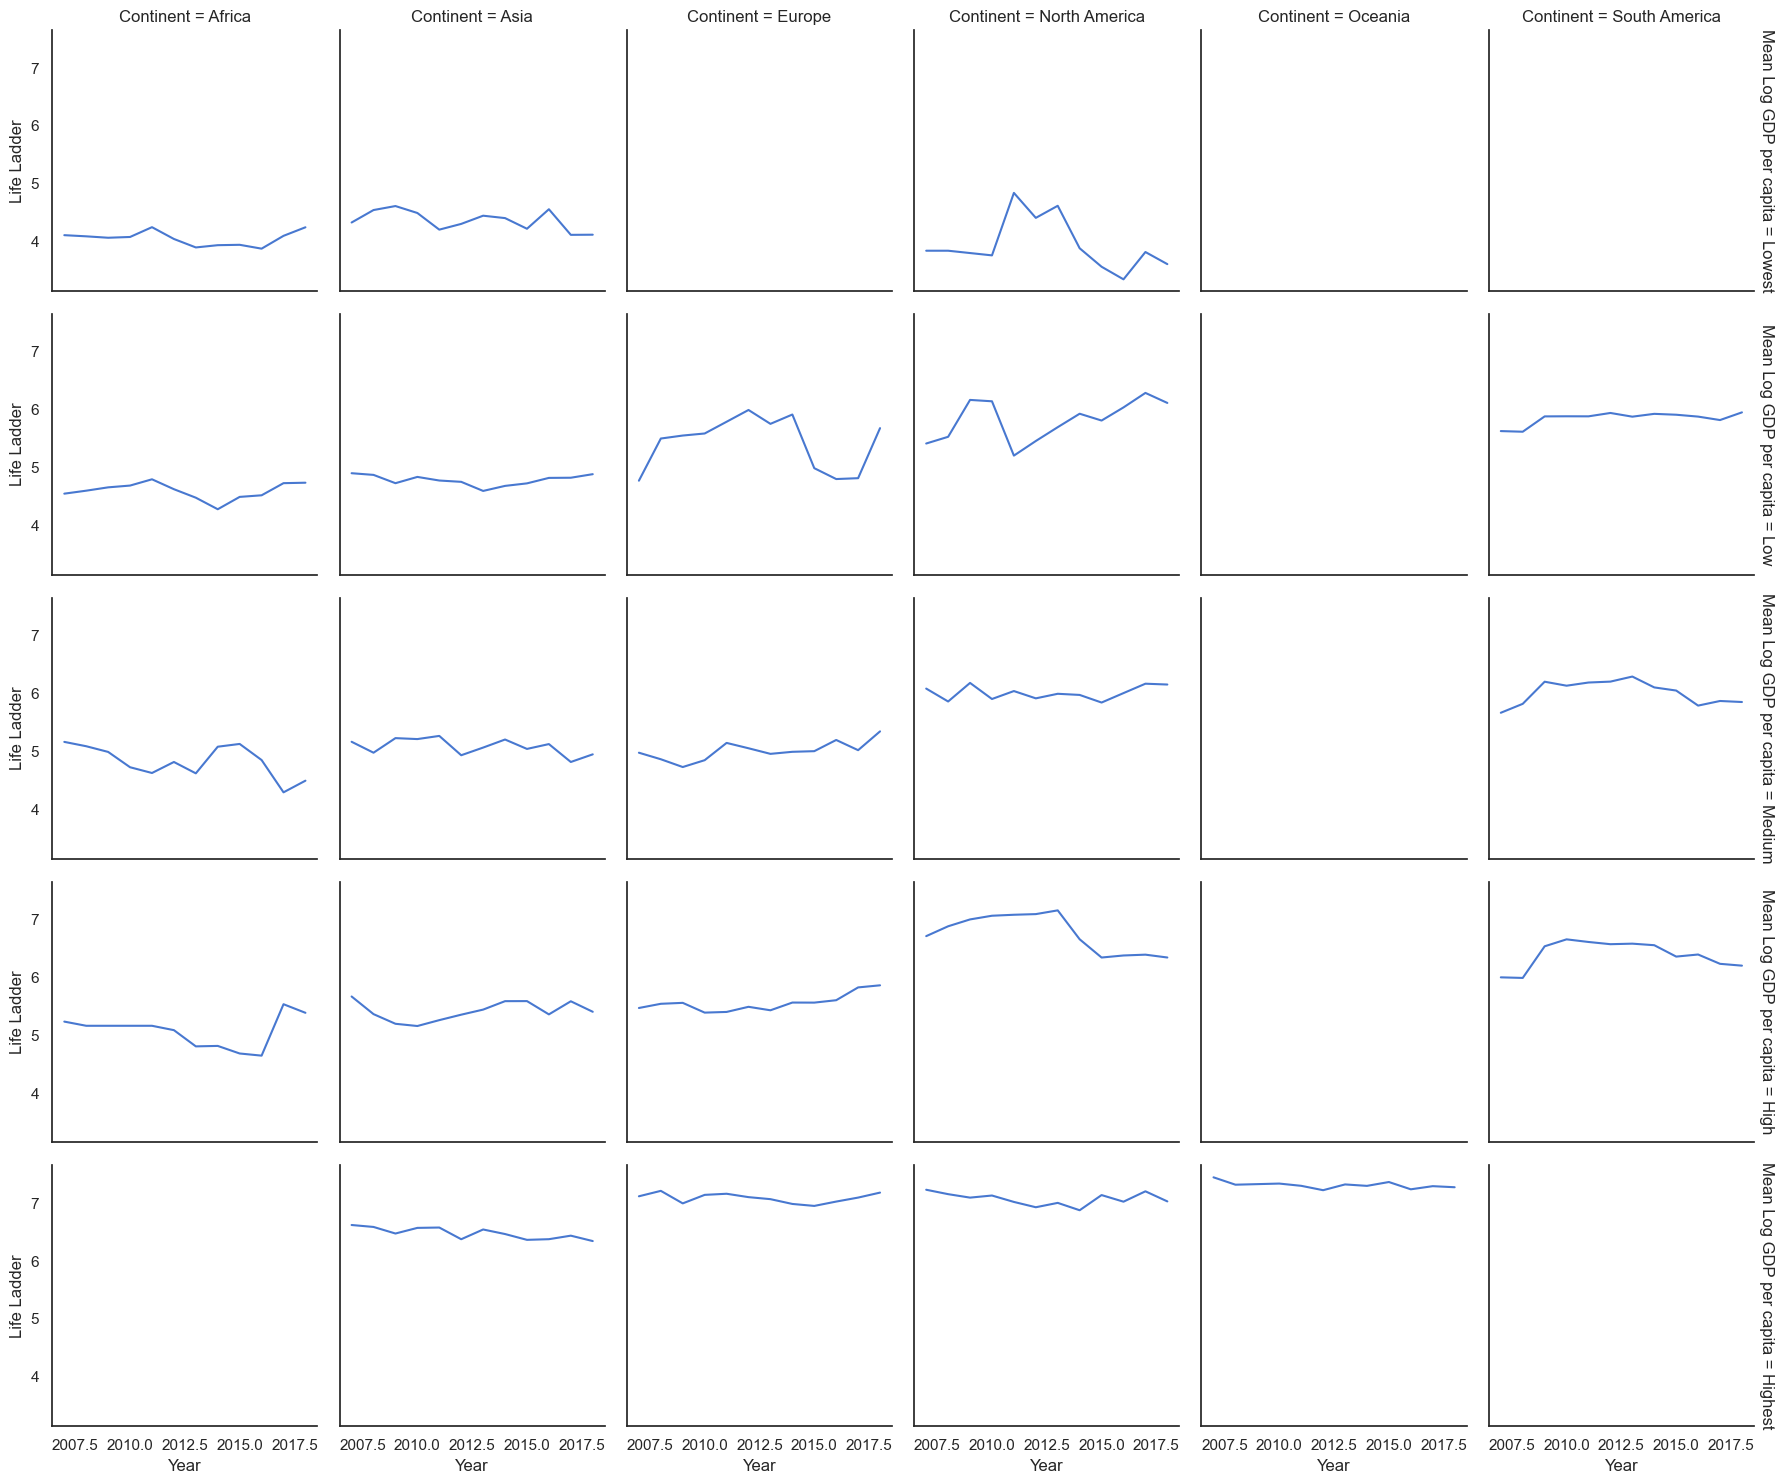 Continent = Africa
Continent = Asia
Continent = Europe
Continent = North America
Continent = Oceania
Continent = South America
7
6
5
4
Life Ladder
Mean Log GDP per capita = Lowest
7
6
5
4
Life Ladder
Mean Log GDP per capita = Low
7
6
5
4
Life Ladder
Mean Log GDP per capita = Medium
7
6
5
4
Life Ladder
Mean Log GDP per capita = High
7
6
5
4
Life Ladder
Mean Log GDP per capita = Highest
2007.5 2010.0 2012.5 2015.0 2017.5
2007.5 2010.0 2012.5 2015.0 2017.5
2007.5 2010.0 2012.5 2015.0 2017.5
2007.5 2010.0 2012.5 2015.0 2017.5
2007.5 2010.0 2012.5 2015.0 2017.5
2007.5 2010.0 2012.5 2015.0 2017.5
Year
Year
Year
Year
Year
Year